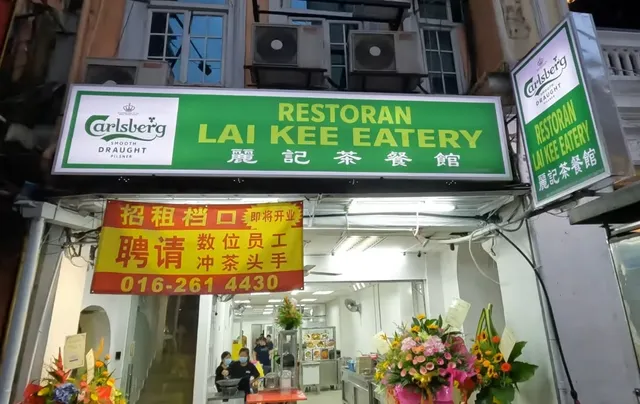 Carlsberg
SMOOTH
DRAUGHT
PILSNER
RESTORAN
LAI KEE EATERY
麗記茶餐館
Carlsberg
SMOOTH DRAUGHT
RESTORAN
LAI KEE EATERY
麗記茶餐館
招租档口 即将开业
聘请 数位员工
冲茶头手
016-261 4430